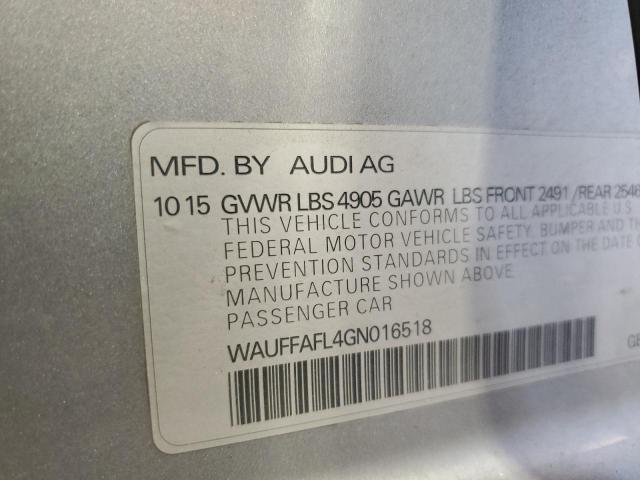 MFD. BY AUDI AG
10 15 GVWR LBS 4905 GAWR LBS FRONT 2491 /REAR 2546
THIS VEHICLE CONFORMS TO ALL APPLICABLE U.S.
FEDERAL MOTOR VEHICLE SAFETY, BUMPER AND
PREVENTION STANDARDS IN EFFECT ON THE DATE
MANUFACTURE SHOWN ABOVE.
PASSENGER CAR
WAUFFAFL4GN016518